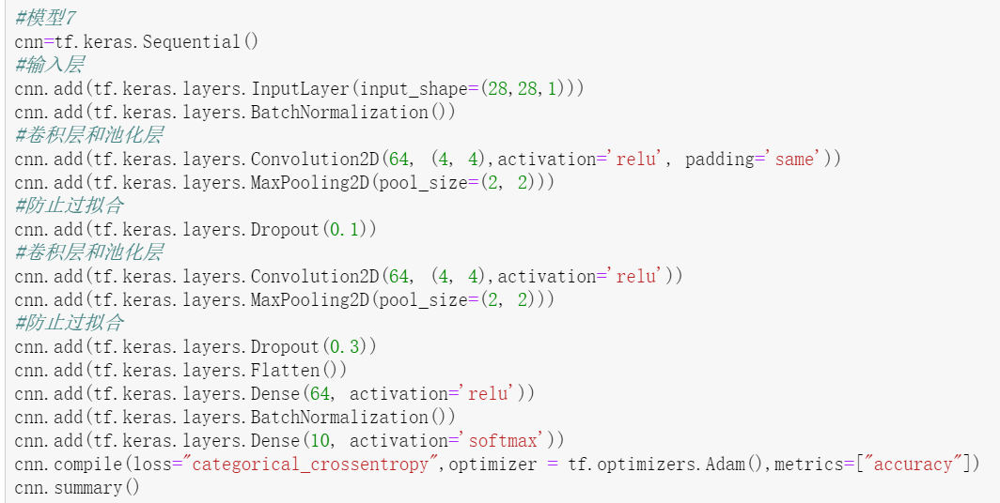 #模型7
cnn=tf.keras.Sequential()
#输入层
cnn.add(tf.keras.layers.InputLayer(input_shape=(28,28,1)))
cnn.add(tf.keras.layers.BatchNormalization())
#卷积层和池化层
cnn.add(tf.keras.layers.Convolution2D(64, (4, 4),activation='relu', padding='same'))
cnn.add(tf.keras.layers.MaxPooling2D(pool_size=(2, 2)))
#防止过拟合
cnn.add(tf.keras.layers.Dropout(0.1))
#卷积层和池化层
cnn.add(tf.keras.layers.Convolution2D(64, (4, 4),activation='relu'))
cnn.add(tf.keras.layers.MaxPooling2D(pool_size=(2, 2)))
#防止过拟合
cnn.add(tf.keras.layers.Dropout(0.3))
cnn.add(tf.keras.layers.Flatten())
cnn.add(tf.keras.layers.Dense(64, activation='relu'))
cnn.add(tf.keras.layers.BatchNormalization())
cnn.add(tf.keras.layers.Dense(10, activation='softmax'))
cnn.compile(loss="categorical_crossentropy",optimizer = tf.optimizers.Adam(),metrics=["accuracy"])
cnn.summary()